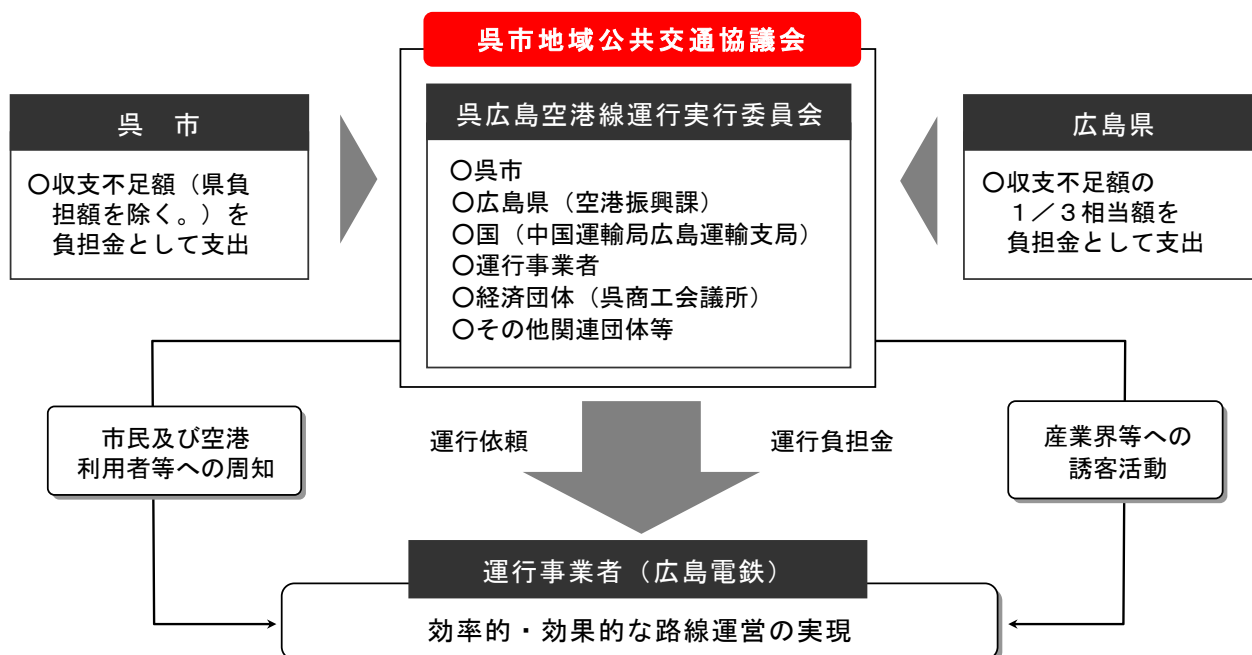 呉市地域公共交通協議会
呉　市
〇収支不足額（県負
担額を除く。）を
負担金として支出
呉広島空港線運行実行委員会
〇呉市
〇広島県（空港振興課）
〇国（中国運輸局広島運輸支局）
〇運行事業者
〇経済団体（呉商工会議所）
〇その他関連団体等
広島県
〇収支不足額の
１／３相当額を
負担金として支出
市民及び空港
利用者等への周知
運行依頼
運行負担金
産業界等への
誘客活動
運行事業者（広島電鉄）
効率的・効果的な路線運営の実現